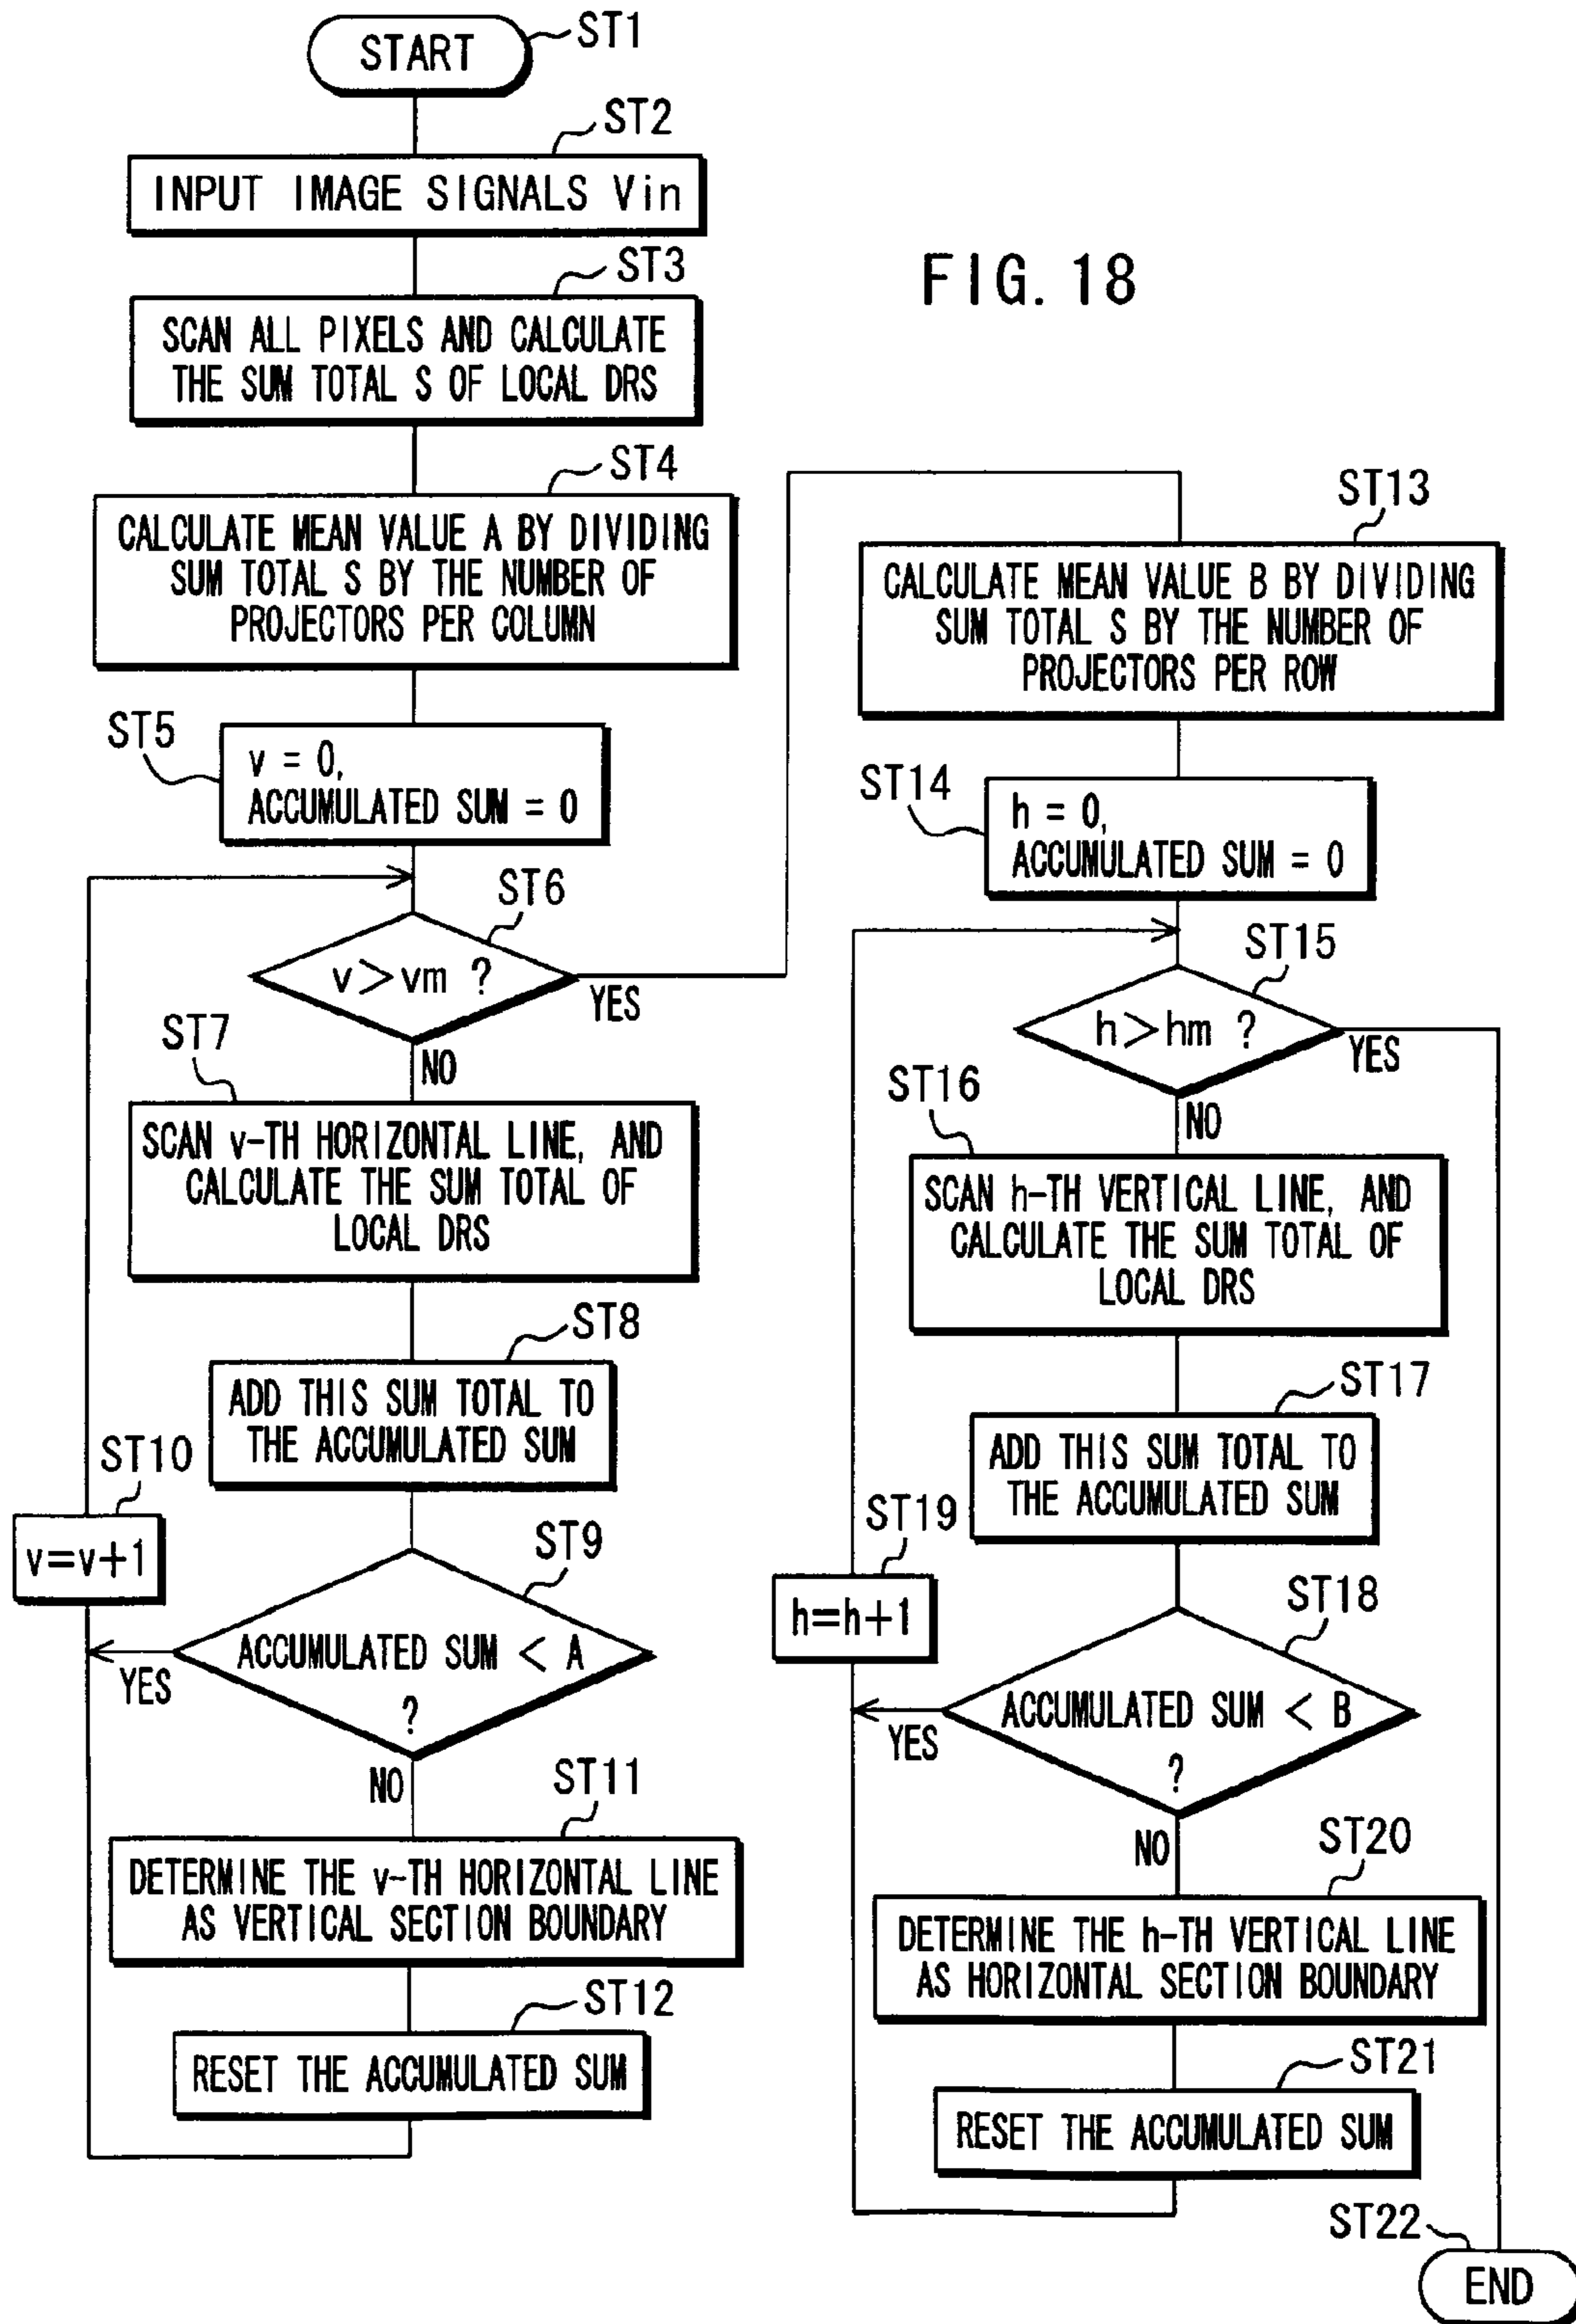 START
ST1
ST2
INPUT IMAGE SIGNALS Vin
FIG. 18
ST3
SCAN ALL PIXELS AND CALCULATE
THE SUM TOTAL S OF LOCAL DRS
ST4
CALCULATE MEAN VALUE A BY DIVIDING
SUM TOTAL S BY THE NUMBER OF
PROJECTORS PER COLUMN
ST5
v = 0,
ACCUMULATED SUM = 0
ST6
v>vm ?
YES
NO
ST7
SCAN v-TH HORIZONTAL LINE, AND
CALCULATE THE SUM TOTAL OF
LOCAL DRS
ST8
ADD THIS SUM TOTAL TO
THE ACCUMULATED SUM
ST10
v=v+1
ST9
ACCUMULATED SUM < A
?
YES
NO
ST11
DETERMINE THE v-TH HORIZONTAL LINE
AS VERTICAL SECTION BOUNDARY
ST12
RESET THE ACCUMULATED SUM
ST13
CALCULATE MEAN VALUE B BY DIVIDING
SUM TOTAL S BY THE NUMBER OF
PROJECTORS PER ROW
ST14
h = 0,
ACCUMULATED SUM = 0
ST15
h>hm ?
YES
NO
ST16
SCAN h-TH VERTICAL LINE, AND
CALCULATE THE SUM TOTAL OF
LOCAL DRS
ST17
ADD THIS SUM TOTAL TO
THE ACCUMULATED SUM
ST19
h=h+1
ST18
ACCUMULATED SUM < B
?
YES
NO
ST20
DETERMINE THE h-TH VERTICAL LINE
AS HORIZONTAL SECTION BOUNDARY
ST21
RESET THE ACCUMULATED SUM
ST22
END